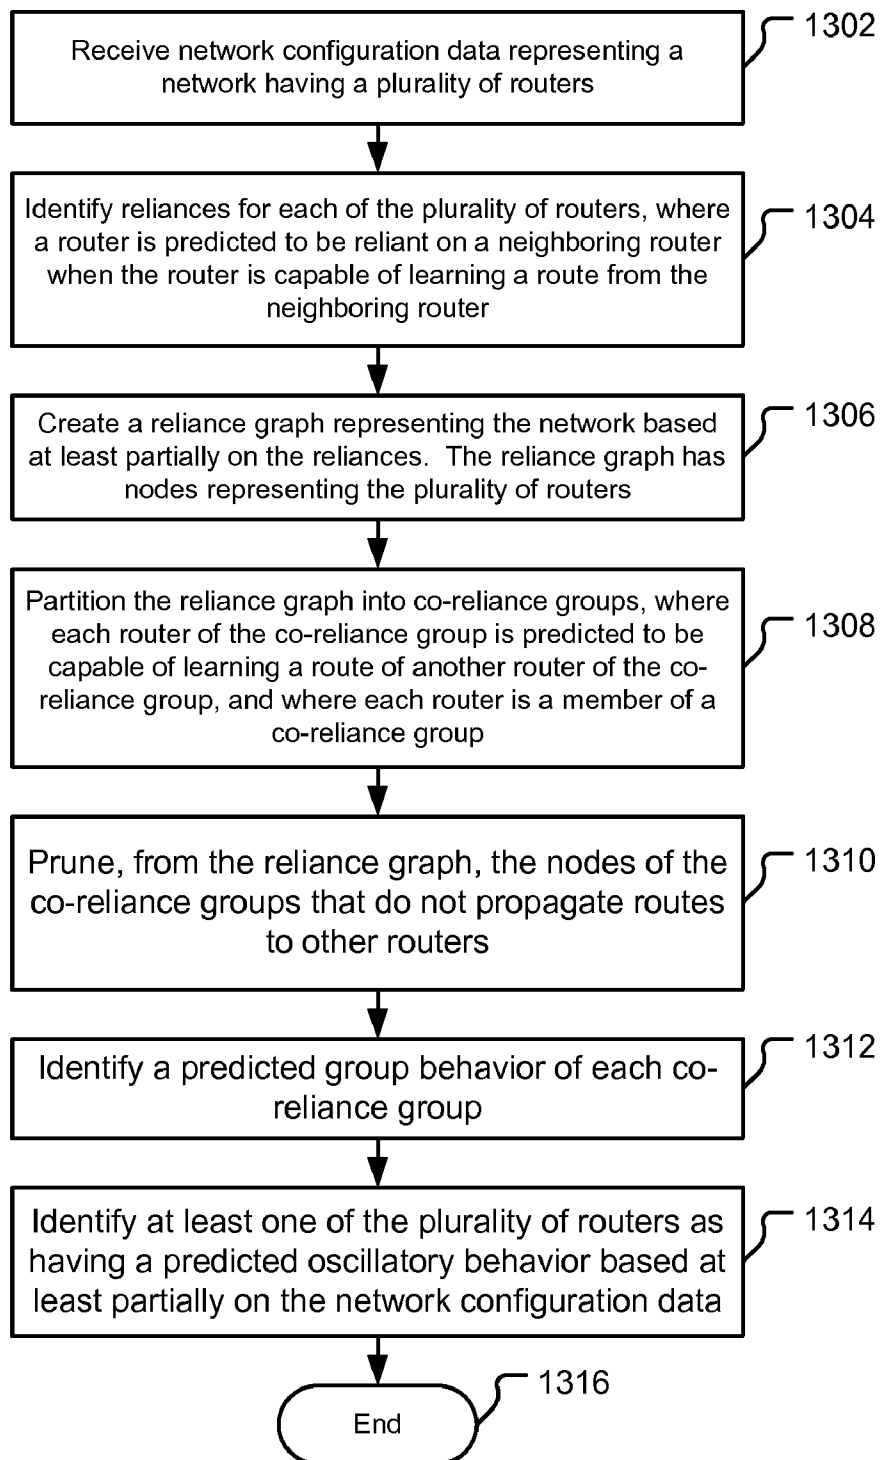 Receive network configuration data representing a
network having a plurality of routers
1302
Identify reliances for each of the plurality of routers, where
a router is predicted to be reliant on a neighboring router
when the router is capable of learning a route from the
neighboring router
1304
Create a reliance graph representing the network based
at least partially on the reliances.  The reliance graph has
nodes representing the plurality of routers
1306
Partition the reliance graph into co-reliance groups, where
each router of the co-reliance group is predicted to be
capable of learning a route of another router of the co-
reliance group, and where each router is a member of a
co-reliance group
1308
Prune, from the reliance graph, the nodes of the
co-reliance groups that do not propagate routes
to other routers
1310
Identify a predicted group behavior of each co-
reliance group
1312
Identify at least one of the plurality of routers as
having a predicted oscillatory behavior based at
least partially on the network configuration data
1314
End
1316